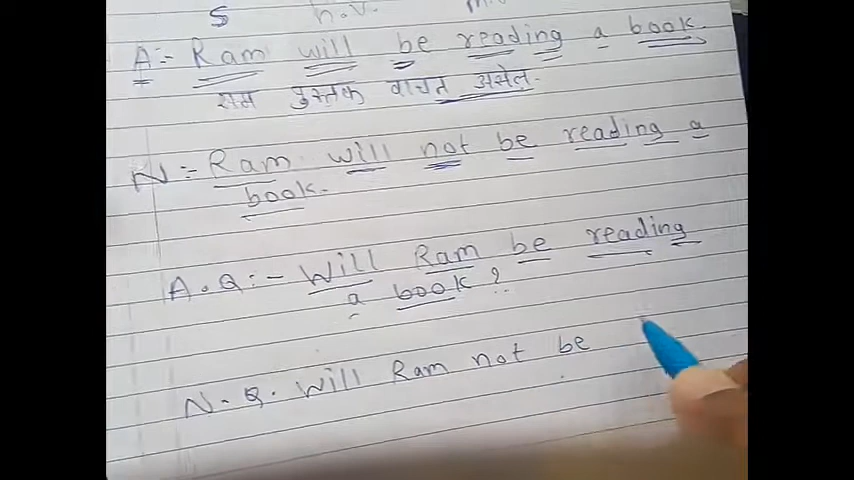 S h.v.
A:- Ram will be reading a book
राम पुस्तक वाचत असेल.
N:- Ram will not be reading a
book.
A.Q:- Will Ram be reading
a book?
N.Q. Will Ram not be